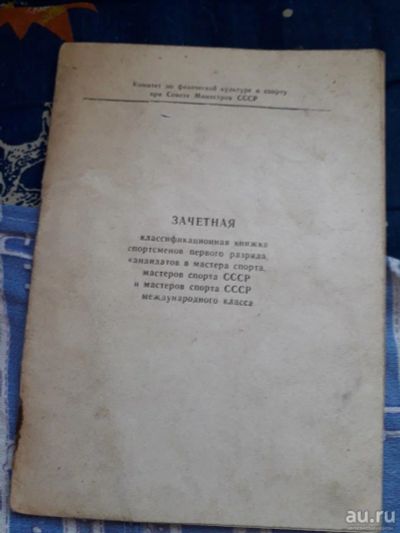 Комитет по физической культуре и спорту
при Совете Министров СССР
ЗАЧЕТНАЯ
классификационная книжка
спортсменов первого разряда,
кандидатов в мастера спорта,
мастеров спорта СССР
и мастеров спорта СССР
международного класса
au.ru